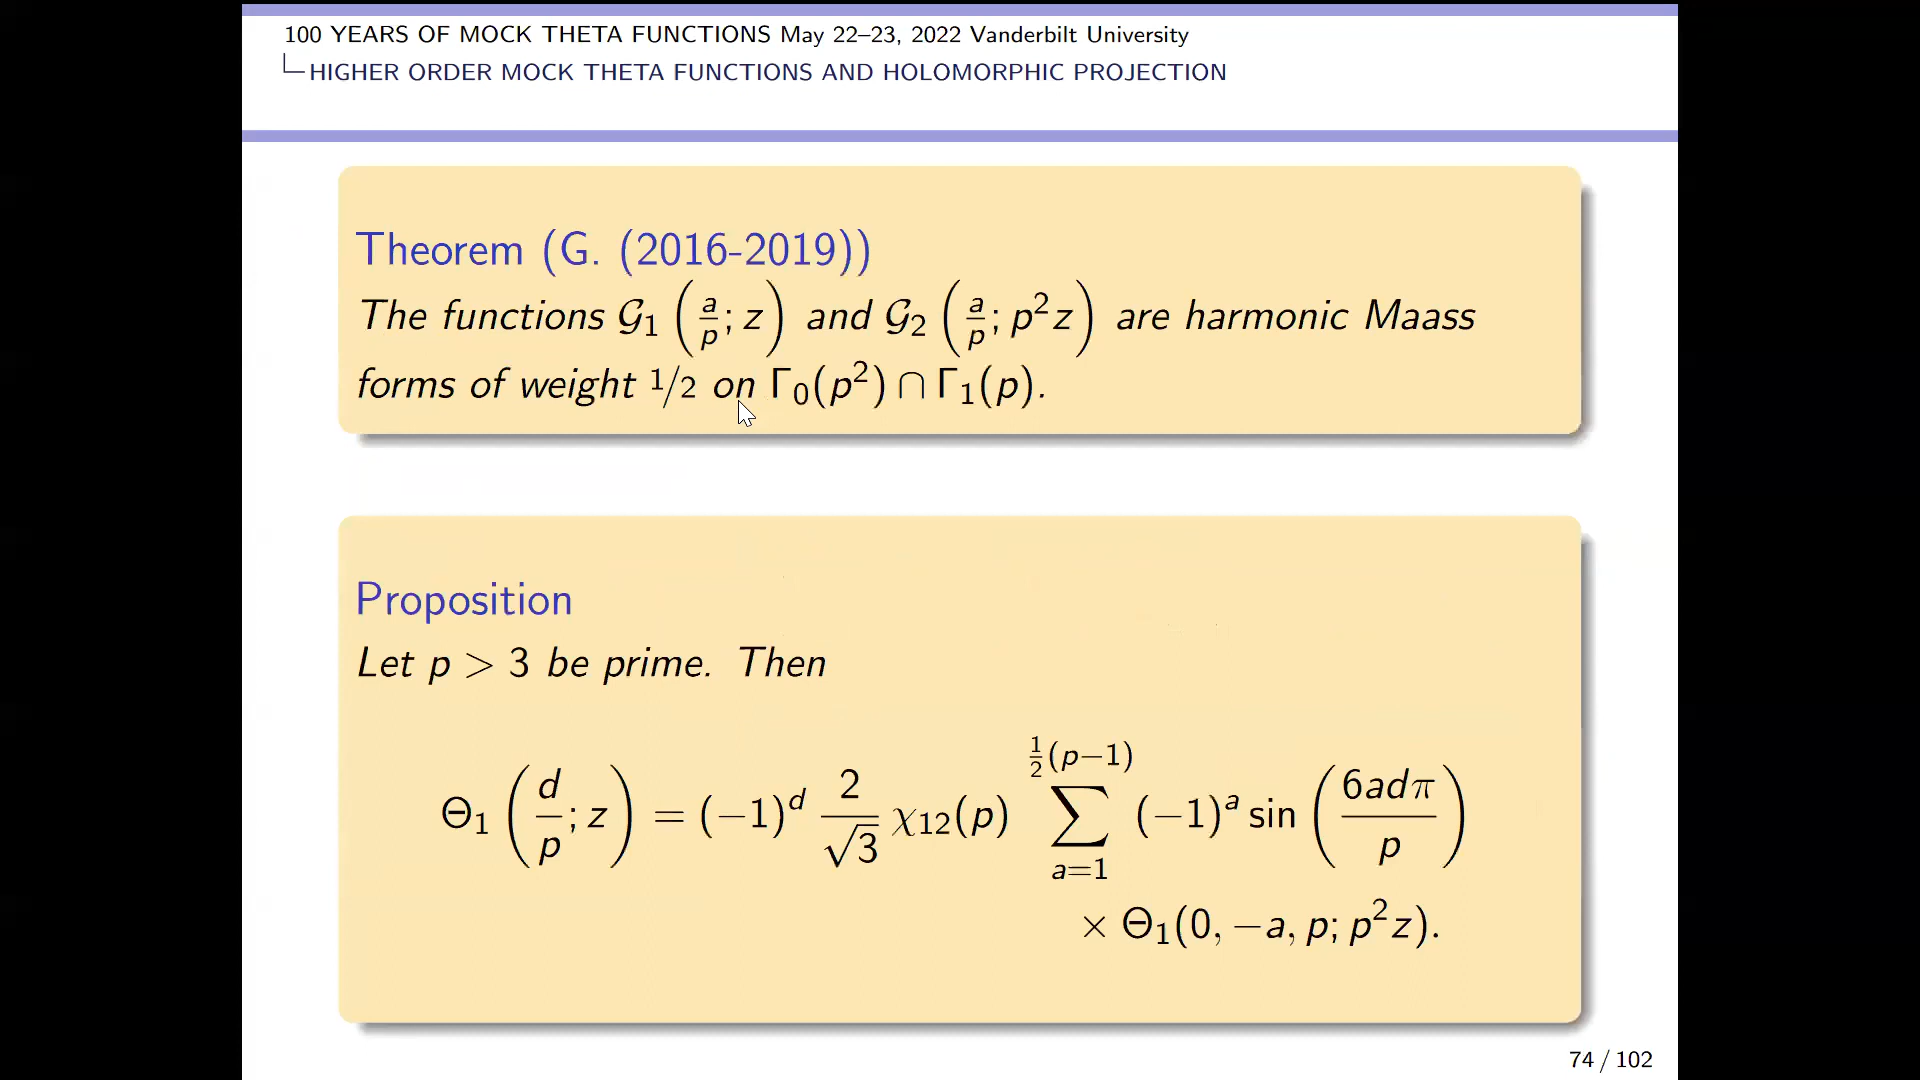 100 YEARS OF MOCK THETA FUNCTIONS May 22–23, 2022 Vanderbilt University
HIGHER ORDER MOCK THETA FUNCTIONS AND HOLOMORPHIC PROJECTION
Theorem (G. (2016-2019))
The functions 𝒢₁(a/p; z) and 𝒢₂(a/p; p²z) are harmonic Maass
forms of weight 1/2 on Γ₀(p²) ∩ Γ₁(p).
Proposition
Let p > 3 be prime. Then
Θ₁(d/p; z) = (−1)^d 2/√3 χ₁₂(p) ∑_{a=1}^{½(p−1)} (−1)^a sin(6adπ/p)
× Θ₁(0, −a, p; p²z).
74 / 102